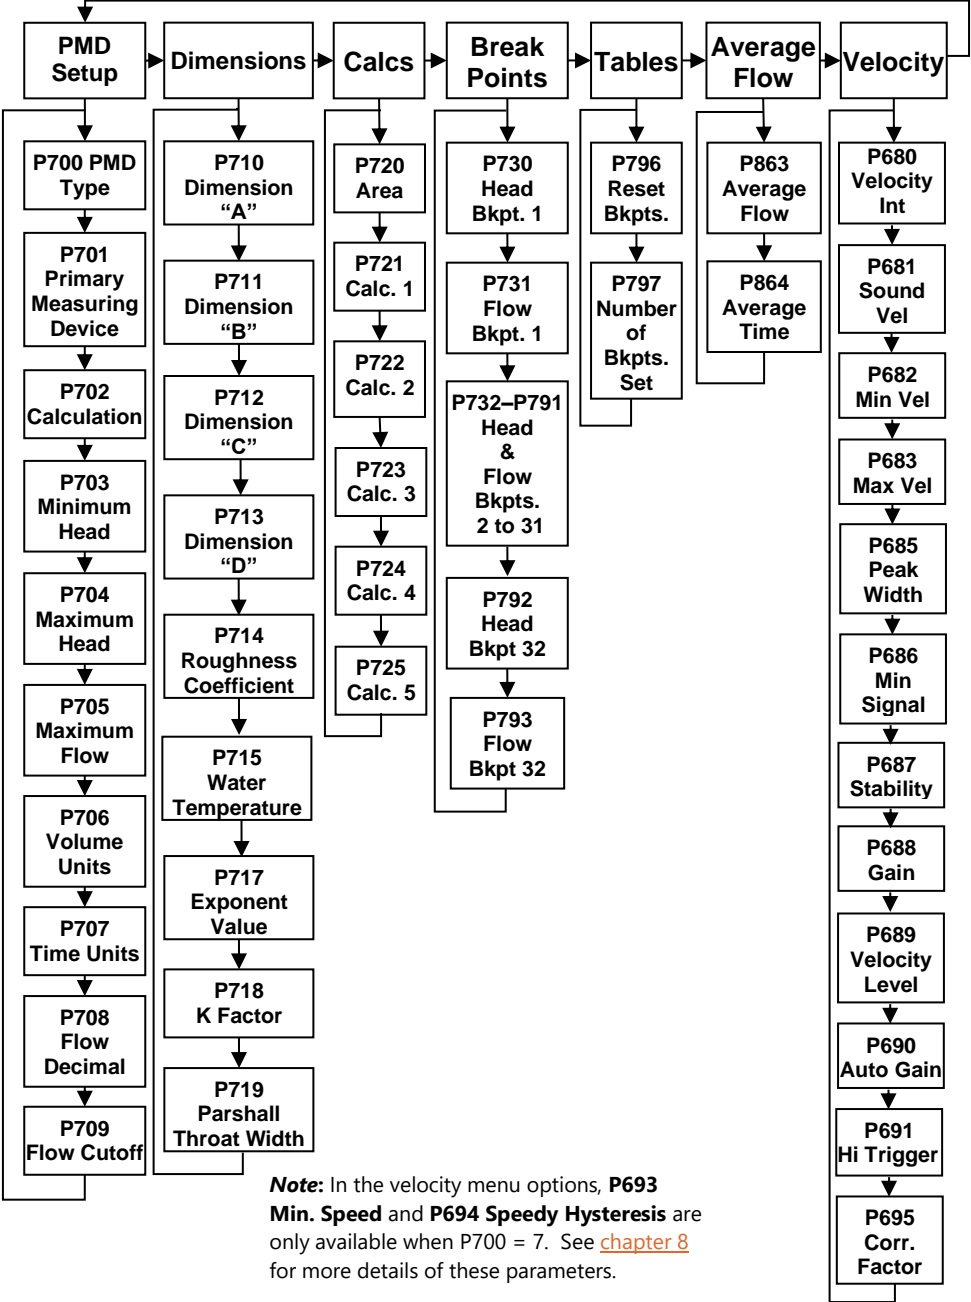 PMD
Setup
Dimensions
Calcs
Break
Points
Tables
Average
Flow
Velocity
P700 PMD
Type
P701
Primary
Measuring
Device
P702
Calculation
P703
Minimum
Head
P704
Maximum
Head
P705
Maximum
Flow
P706
Volume
Units
P707
Time Units
P708
Flow
Decimal
P709
Flow Cutoff
P710
Dimension
“A”
P711
Dimension
“B”
P712
Dimension
“C”
P713
Dimension
“D”
P714
Roughness
Coefficient
P715
Water
Temperature
P717
Exponent
Value
P718
K Factor
P719
Parshall
Throat Width
P720
Area
P721
Calc. 1
P722
Calc. 2
P723
Calc. 3
P724
Calc. 4
P725
Calc. 5
P730
Head
Bkpt. 1
P731
Flow
Bkpt. 1
P732–P791
Head
&
Flow
Bkpts.
2 to 31
P792
Head
Bkpt 32
P793
Flow
Bkpt 32
P796
Reset
Bkpts.
P797
Number
of
Bkpts.
Set
P863
Average
Flow
P864
Average
Time
P680
Velocity
Int
P681
Sound
Vel
P682
Min Vel
P683
Max Vel
P685
Peak
Width
P686
Min
Signal
P687
Stability
P688
Gain
P689
Velocity
Level
P690
Auto Gain
P691
Hi Trigger
P695
Corr.
Factor
Note: In the velocity menu options, P693
Min. Speed and P694 Speedy Hysteresis are
only available when P700 = 7. See chapter 8
for more details of these parameters.